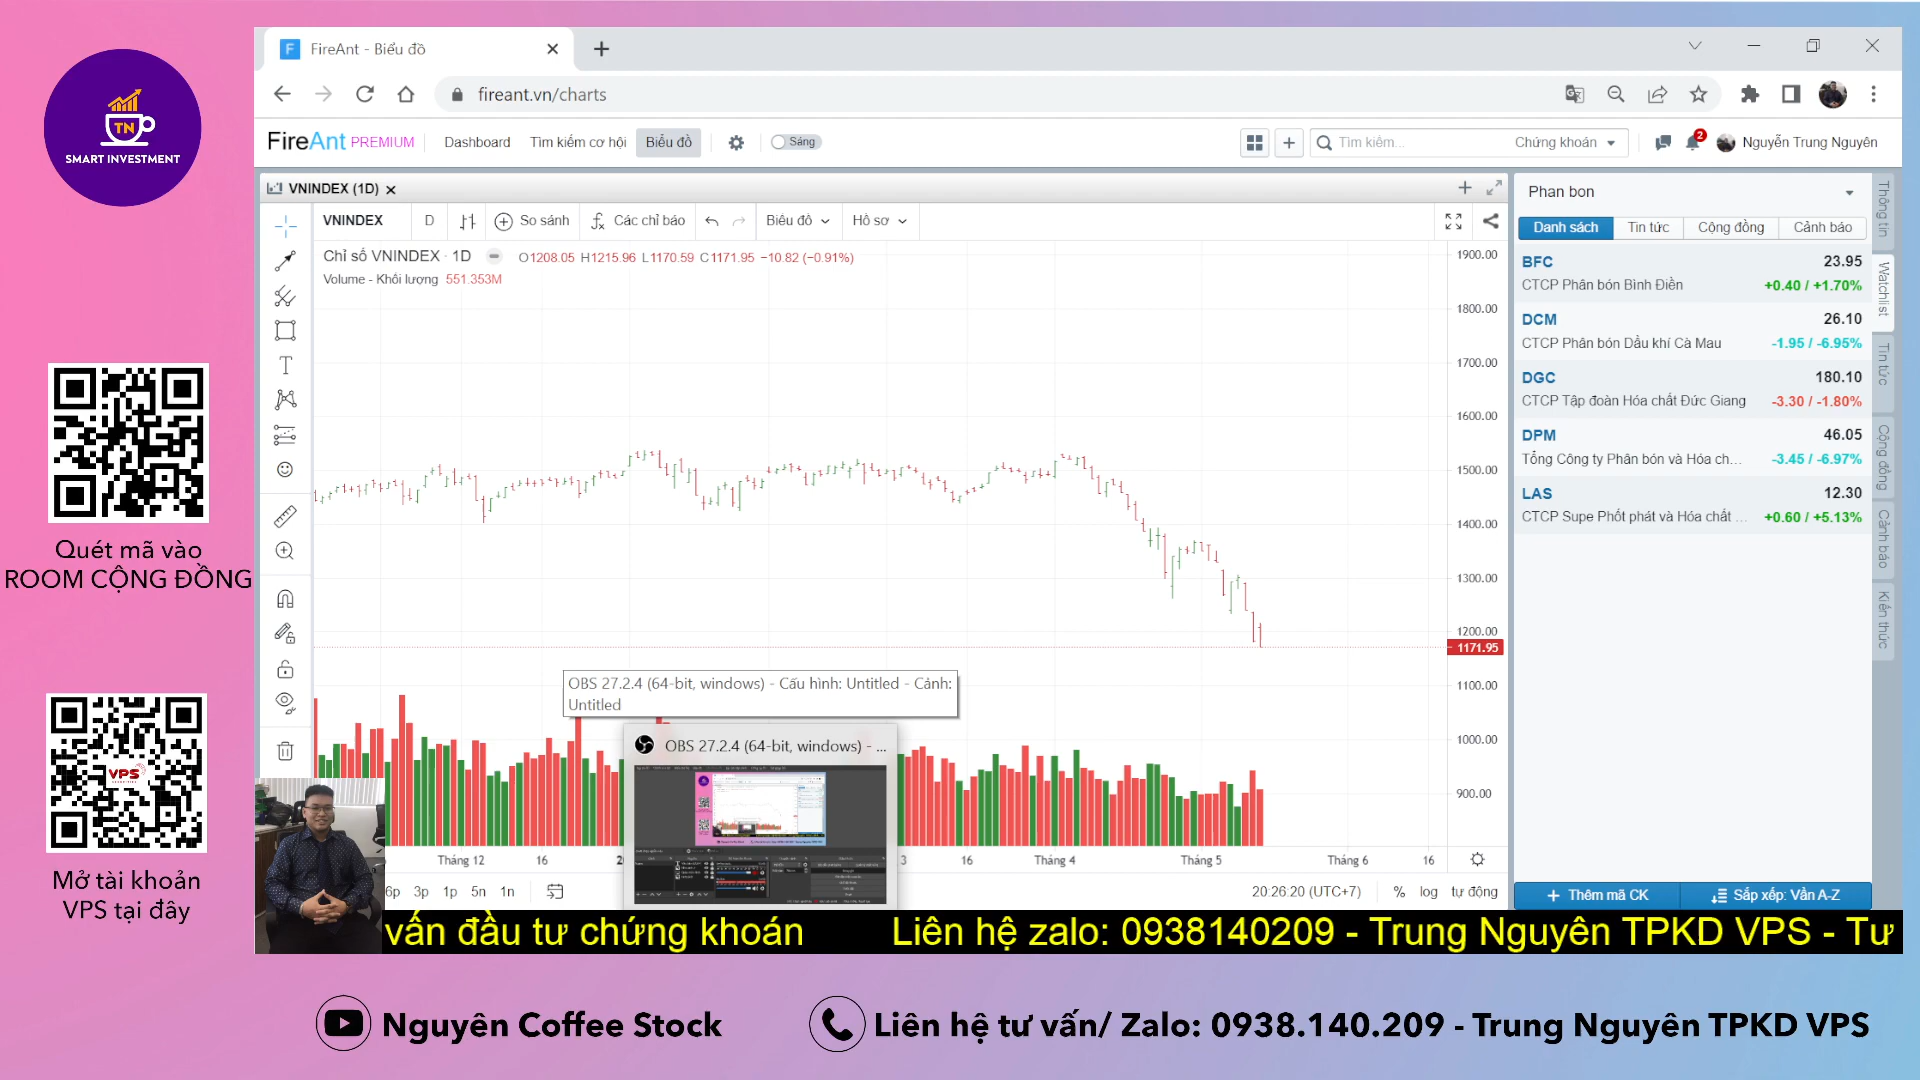 TN
SMART INVESTMENT
Quét mã vào
ROOM CỘNG ĐỒNG
VPS
Mở tài khoản
VPS tại đây
FireAnt - Biểu đồ
fireant.vn/charts
FireAnt PREMIUM
Dashboard
Tìm kiếm cơ hội
Biểu đồ
Sáng
Tìm kiếm...
Chứng khoán
2
Nguyễn Trung Nguyên
VNINDEX (1D)
VNINDEX
D
So sánh
Các chỉ báo
Biểu đồ
Hồ sơ
Chỉ số VNINDEX · 1D
O1208.05 H1215.96 L1170.59 C1171.95 −10.82 (−0.91%)
Volume - Khối lượng 551.353M
1900.00
1800.00
1700.00
1600.00
1500.00
1400.00
1300.00
1200.00
1171.95
1100.00
1000.00
900.00
OBS 27.2.4 (64-bit, windows) - Cấu hình: Untitled - Cảnh:
Untitled
OBS 27.2.4 (64-bit, windows) - ...
Tháng 12
16
2
3
16
Tháng 4
Tháng 5
Tháng 6
16
6p
3p
1p
5n
1n
20:26:20 (UTC+7)
%
log
tự động
Phan bon
Danh sách
Tin tức
Cộng đồng
Cảnh báo
BFC 23.95
CTCP Phân bón Bình Điền +0.40 / +1.70%
DCM 26.10
CTCP Phân bón Dầu khí Cà Mau -1.95 / -6.95%
DGC 180.10
CTCP Tập đoàn Hóa chất Đức Giang -3.30 / -1.80%
DPM 46.05
Tổng Công ty Phân bón và Hóa ch... -3.45 / -6.97%
LAS 12.30
CTCP Supe Phốt phát và Hóa chất ... +0.60 / +5.13%
Thêm mã CK
Sắp xếp: Vần A-Z
Thông tin
Watchlist
Tin tức
Cộng đồng
Cảnh báo
Kiến thức
vấn đầu tư chứng khoán
Liên hệ zalo: 0938140209 - Trung Nguyên TPKD VPS - Tư
Nguyên Coffee Stock
Liên hệ tư vấn/ Zalo: 0938.140.209 - Trung Nguyên TPKD VPS